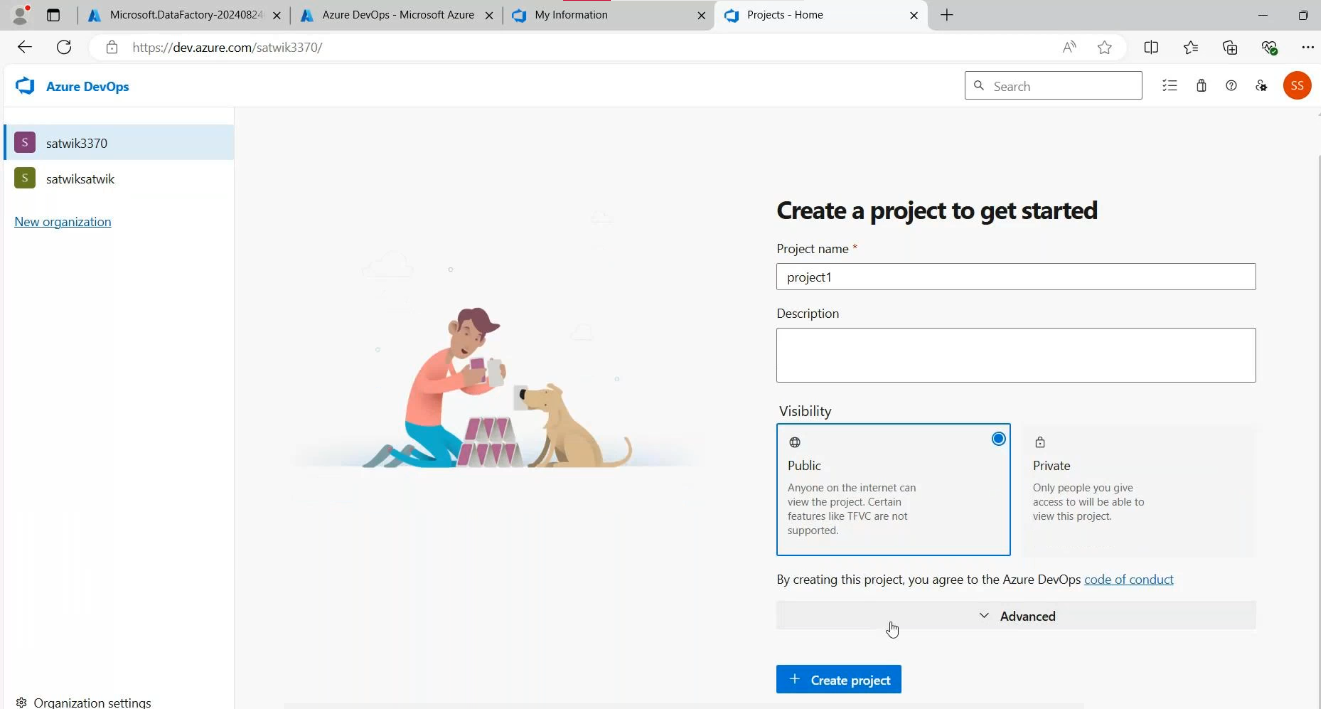 Microsoft.DataFactory-20240824
Azure DevOps - Microsoft Azure
My Information
Projects - Home
https://dev.azure.com/satwik3370/
Azure DevOps
Search
SS
S satwik3370
S satwiksatwik
New organization
Create a project to get started
Project name *
project1
Description
Visibility
Public
Anyone on the internet can
view the project. Certain
features like TFVC are not
supported.
Private
Only people you give
access to will be able to
view this project.
By creating this project, you agree to the Azure DevOps code of conduct
Advanced
+ Create project
Organization settings